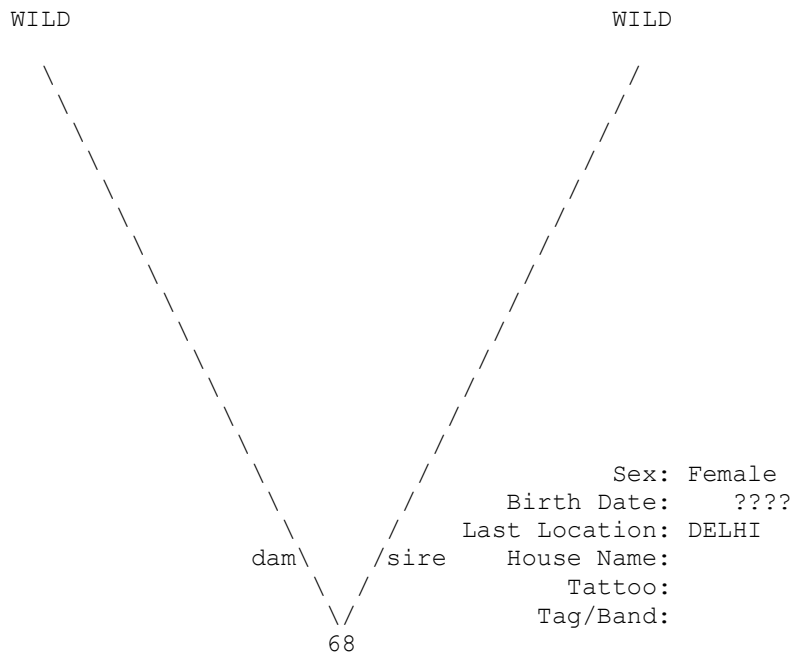 WILD WILD
Sex: Female
Birth Date: ????
Last Location: DELHI
dam sire House Name:
Tattoo:
Tag/Band:
68